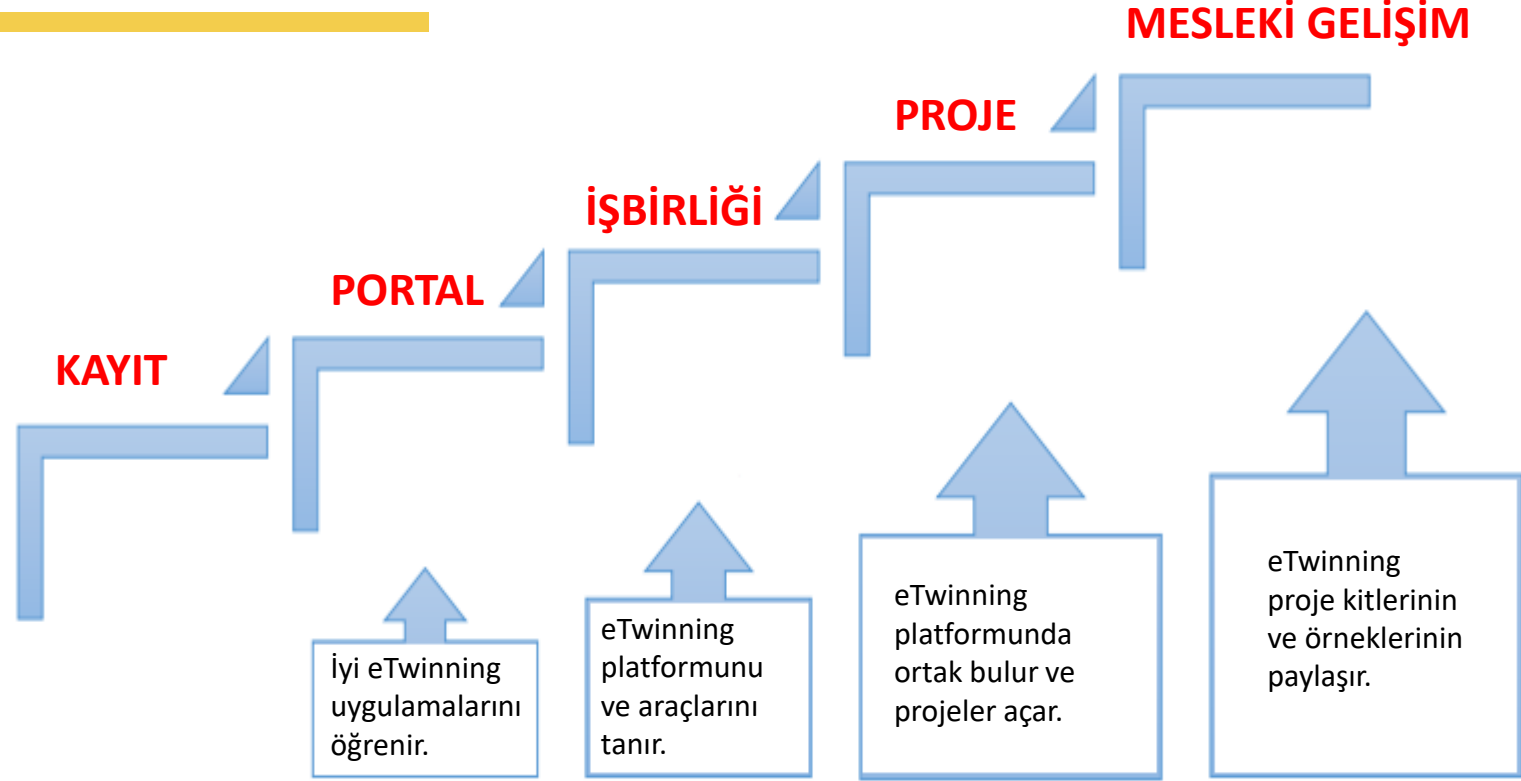 MESLEKİ GELİŞİM
PROJE
İŞBİRLİĞİ
PORTAL
KAYIT
İyi eTwinning
uygulamalarını
öğrenir.
eTwinning
platformunu
ve araçlarını
tanır.
eTwinning
platformunda
ortak bulur ve
projeler açar.
eTwinning
proje kitlerinin
ve örneklerinin
paylaşır.